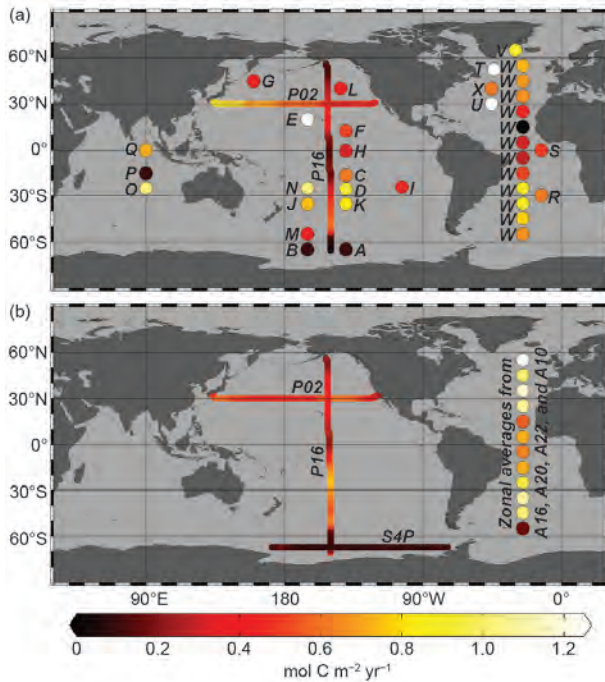 (a)
60°N
30°N
0°
30°S
60°S
G
L
P02
E
F
H
P16
C
D
K
I
N
J
M
B
A
Q
P
O
V
T
X
U
W
W
W
W
W
W
W
W
W
W
W
W
S
R
(b)
60°N
30°N
0°
30°S
60°S
P02
P16
S4P
Zonal averages from
A16, A20, A22, and A10
90°E 180 90°W 0°
0 0.2 0.4 0.6 0.8 1.0 1.2
mol C m⁻² yr⁻¹